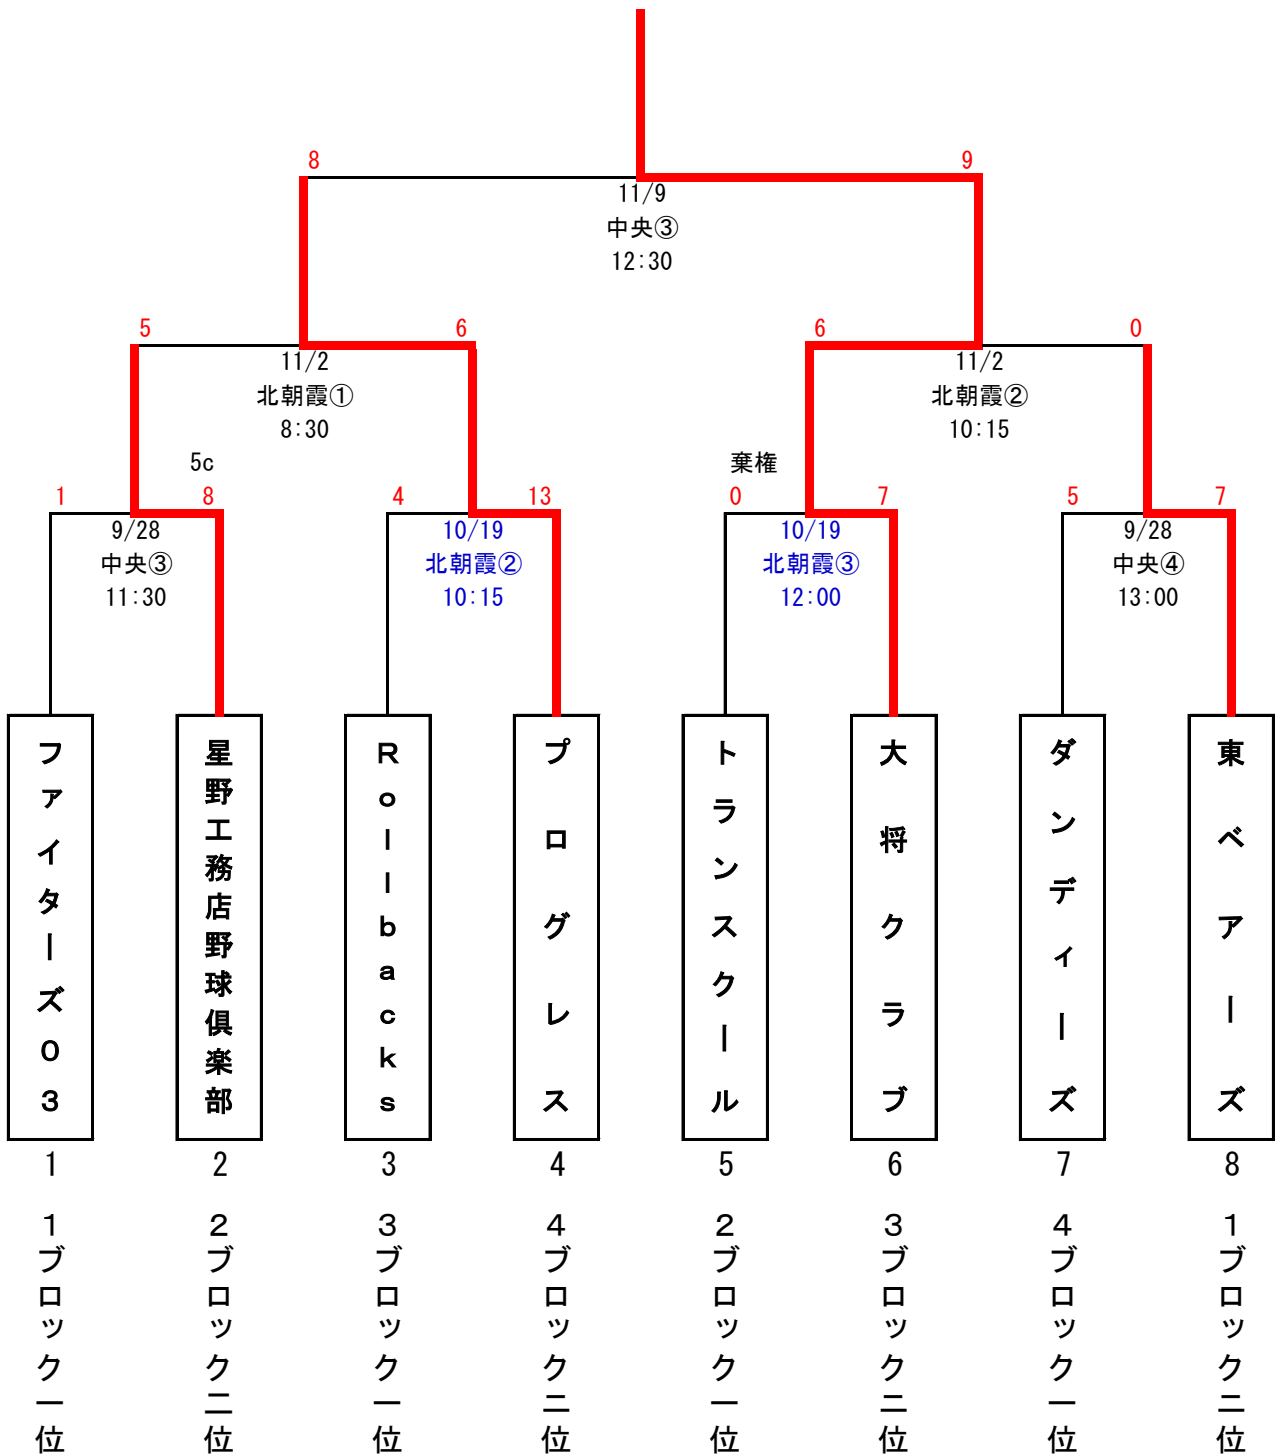 8
9
11/9
中央③
12:30
5
6
6
0
11/2
北朝霞①
8:30
11/2
北朝霞②
10:15
5c
棄権
1
8
4
13
0
7
5
7
9/28
中央③
11:30
10/19
北朝霞②
10:15
10/19
北朝霞③
12:00
9/28
中央④
13:00
ファイターズ０３
星野工務店野球倶楽部
Ｒｏｌｌｂａｃｋｓ
プログレス
トランスクール
大将クラブ
ダンディーズ
東ベアーズ
1
2
3
4
5
6
7
8
１ブロック一位
２ブロック二位
３ブロック一位
４ブロック二位
２ブロック一位
３ブロック二位
４ブロック一位
１ブロック二位